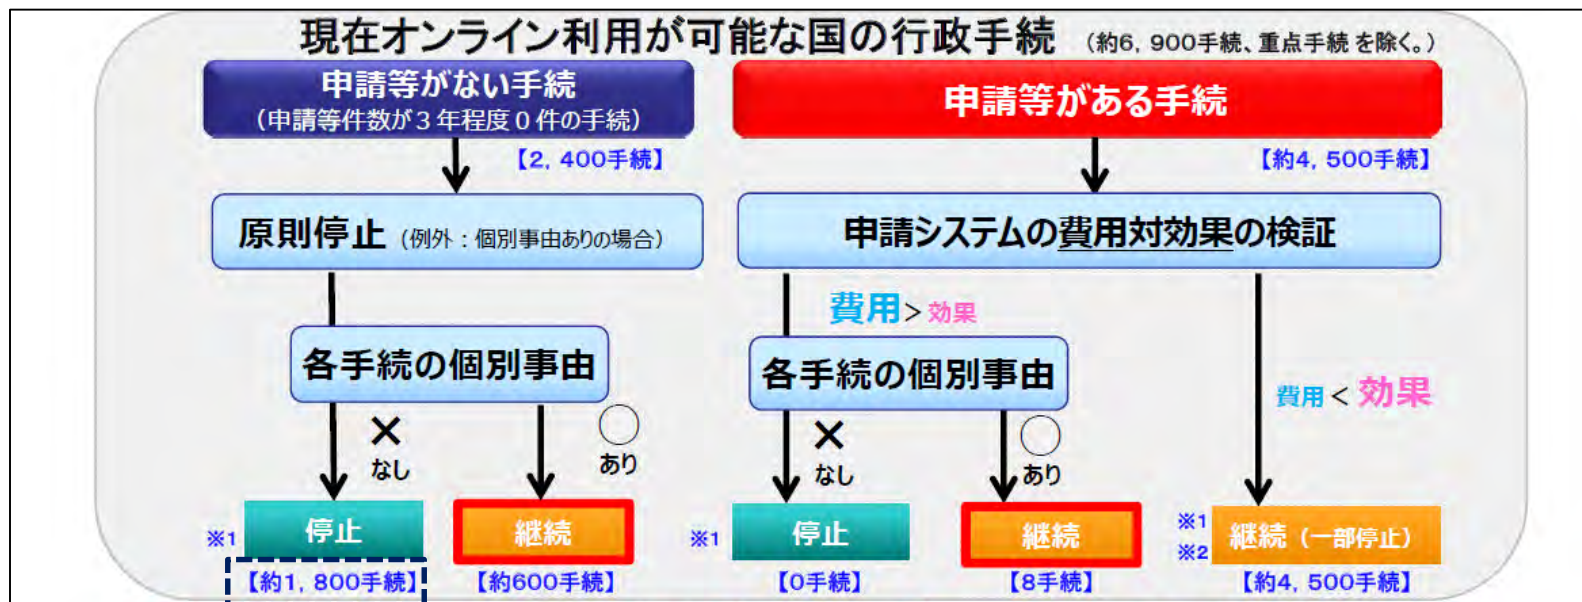 現在オンライン利用が可能な国の行政手続 (約6,900手続、重点手続を除く。)
申請等がない手続
(申請等件数が3年程度0件の手続)
【2,400手続】
申請等がある手続
【約4,500手続】
原則停止 (例外:個別事由ありの場合)
申請システムの費用対効果の検証
費用>効果
各手続の個別事由
各手続の個別事由
費用<効果
×
なし
○
あり
×
なし
○
あり
※1
停止
【約1,800手続】
継続
【約600手続】
※1
停止
【0手続】
継続
【8手続】
※1
※2
継続 (一部停止)
【約4,500手続】